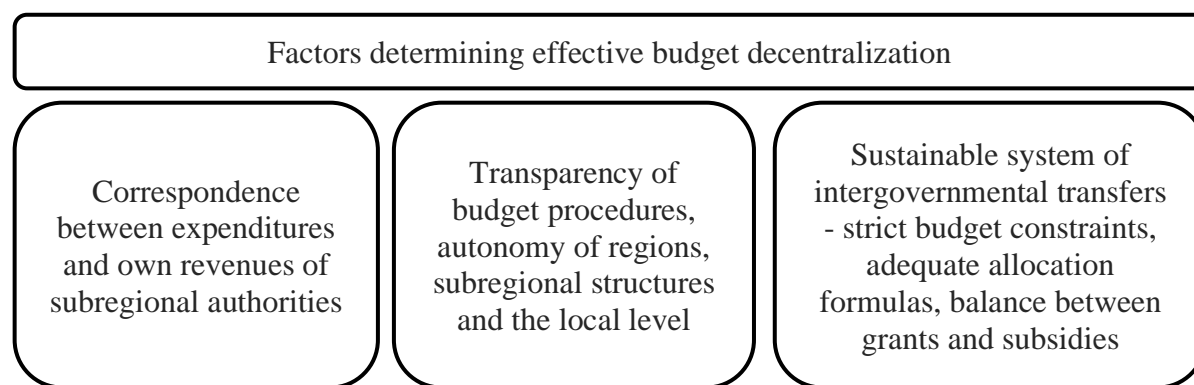 Factors determining effective budget decentralization
Correspondence
between expenditures
and own revenues of
subregional authorities
Transparency of
budget procedures,
autonomy of regions,
subregional structures
and the local level
Sustainable system of
intergovernmental transfers
- strict budget constraints,
adequate allocation
formulas, balance between
grants and subsidies